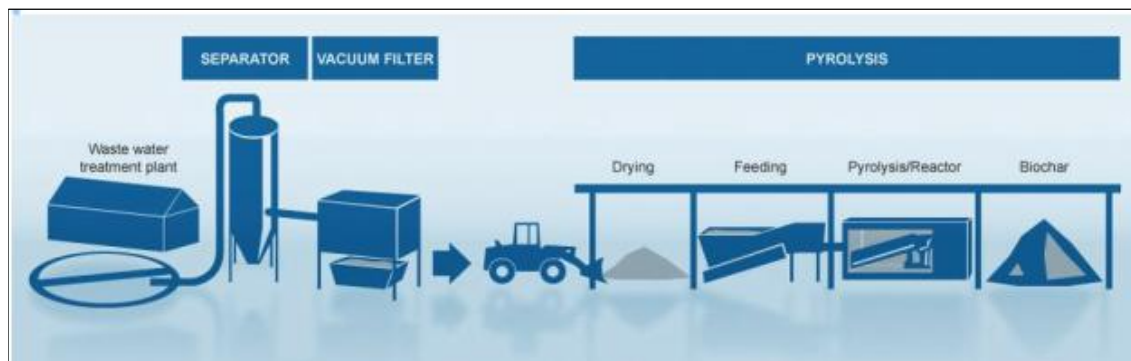 SEPARATOR
VACUUM FILTER
PYROLYSIS
Waste water
treatment plant
Drying
Feeding
Pyrolysis/Reactor
Biochar